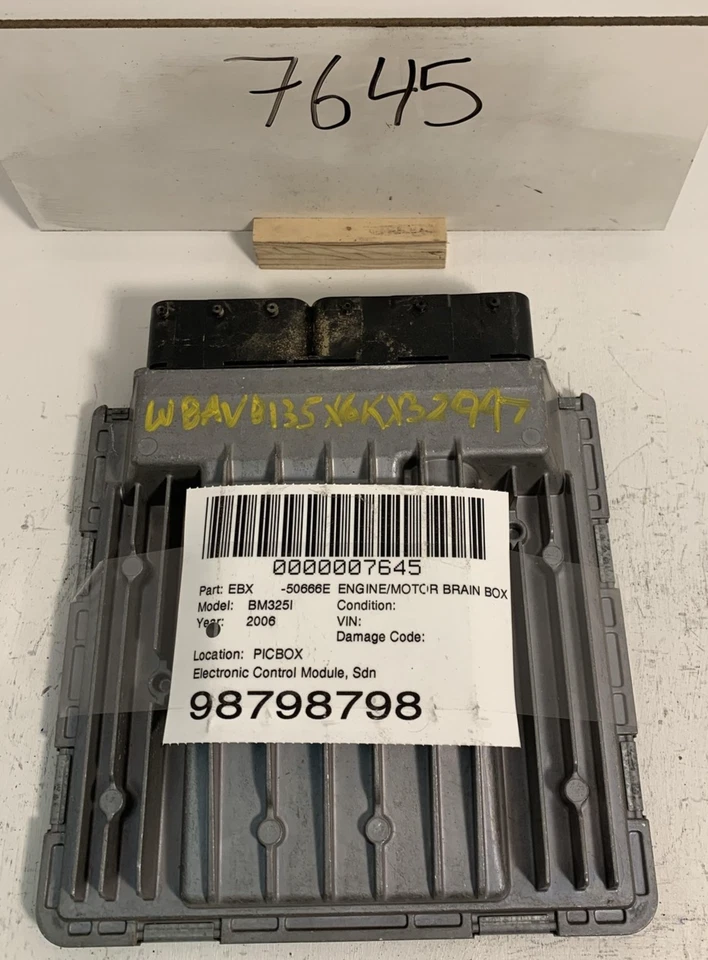 7645
WBAVB135X6KX32947
0000007645
Part: EBX -50666E ENGINE/MOTOR BRAIN BOX
Model: BM325I Condition:
Year: 2006 VIN:
Damage Code:
Location: PICBOX
Electronic Control Module, Sdn
98798798